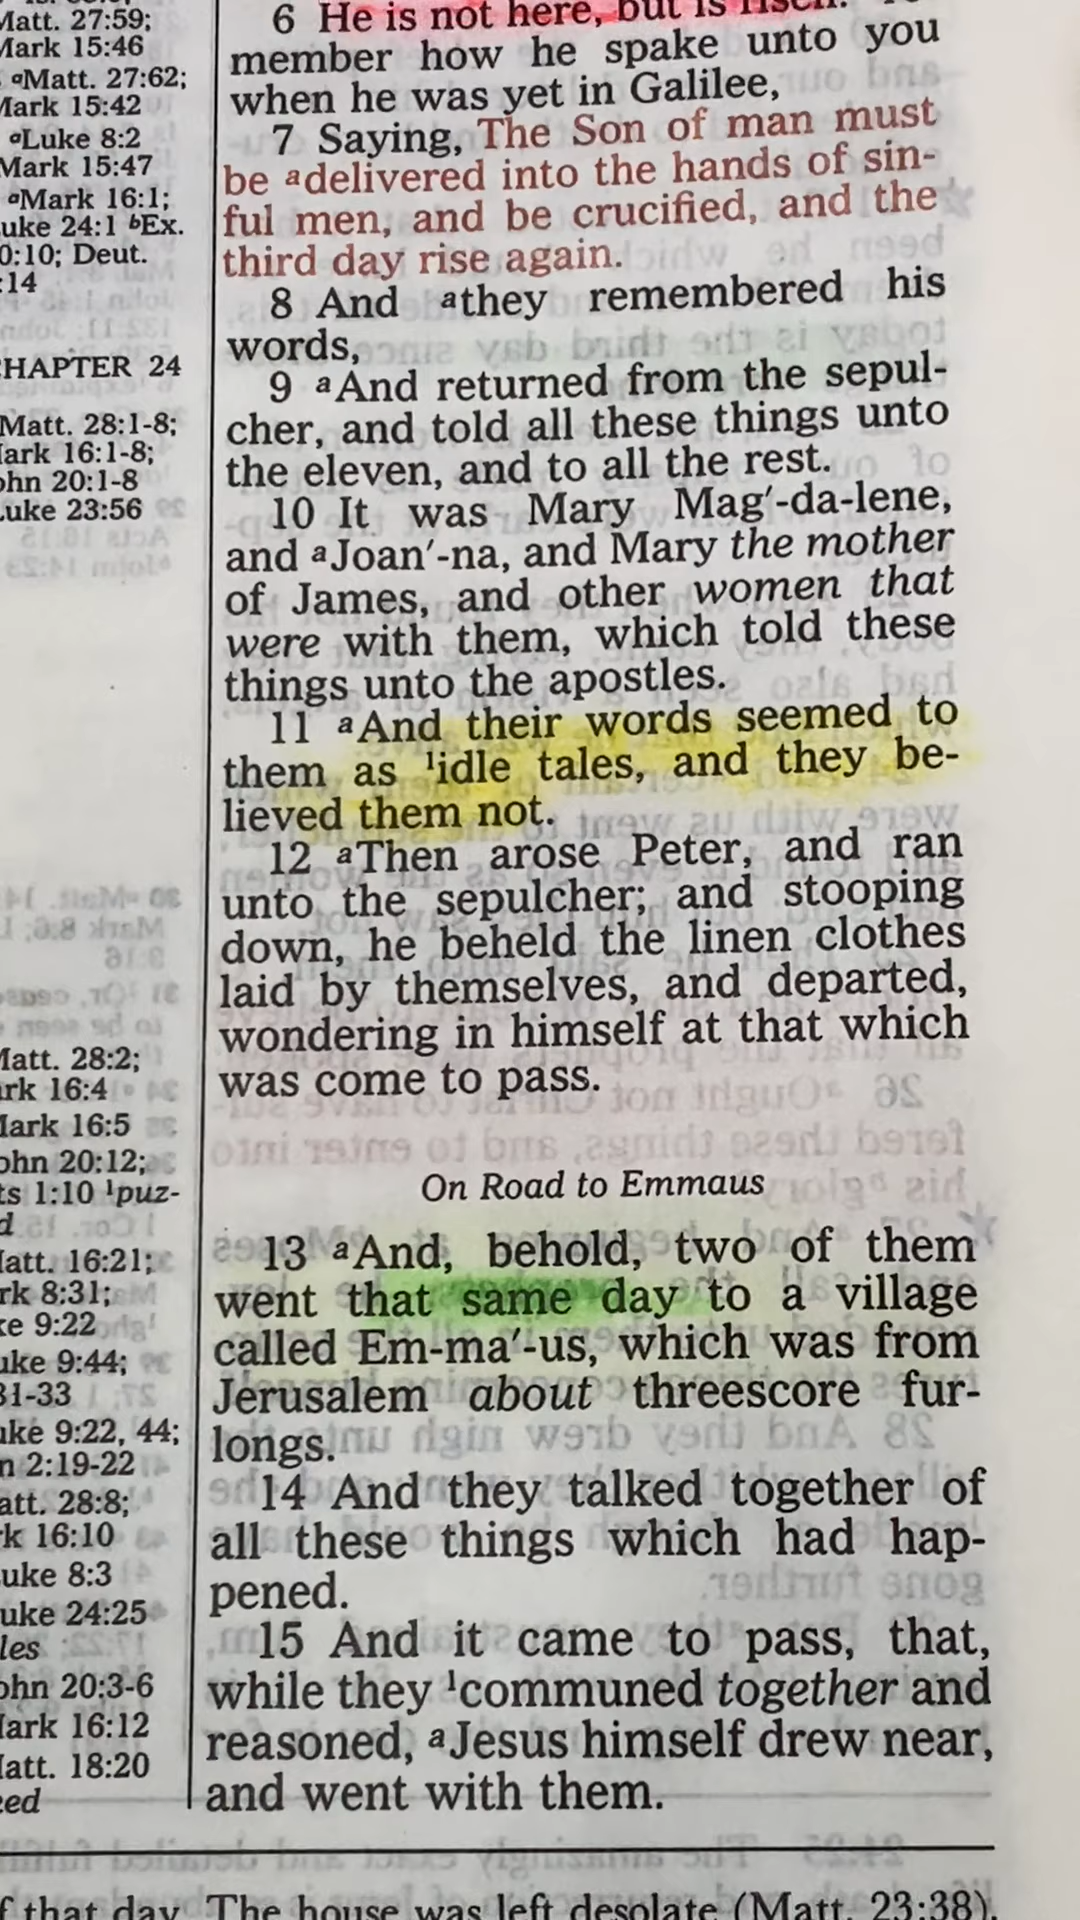 Matt. 27:59;
Mark 15:46
aMatt. 27:62;
Mark 15:42
aLuke 8:2
Mark 15:47
aMark 16:1;
uke 24:1 bEx.
0:10; Deut.
:14
HAPTER 24
Matt. 28:1-8;
ark 16:1-8;
ohn 20:1-8
Luke 23:56
Matt. 28:2;
ark 16:4
Mark 16:5
ohn 20:12;
ts 1:10 1puz-
d
Matt. 16:21;
rk 8:31;
ke 9:22
uke 9:44;
31-33
uke 9:22, 44;
n 2:19-22
att. 28:8;
rk 16:10
uke 8:3
uke 24:25
les
ohn 20:3-6
Mark 16:12
Matt. 18:20
ed
6 He is not here, but is risen:
member how he spake unto you
when he was yet in Galilee,
7 Saying, The Son of man must
be adelivered into the hands of sin-
ful men, and be crucified, and the
third day rise again.
8 And athey remembered his
words,
9 aAnd returned from the sepul-
cher, and told all these things unto
the eleven, and to all the rest.
10 It was Mary Mag′-da-lene,
and aJoan′-na, and Mary the mother
of James, and other women that
were with them, which told these
things unto the apostles.
11 aAnd their words seemed to
them as 1idle tales, and they be-
lieved them not.
12 aThen arose Peter, and ran
unto the sepulcher; and stooping
down, he beheld the linen clothes
laid by themselves, and departed,
wondering in himself at that which
was come to pass.
On Road to Emmaus
13 aAnd, behold, two of them
went that same day to a village
called Em-ma′-us, which was from
Jerusalem about threescore fur-
longs.
14 And they talked together of
all these things which had hap-
pened.
15 And it came to pass, that,
while they 1communed together and
reasoned, aJesus himself drew near,
and went with them.
f that day. The house was left desolate (Matt. 23:38).